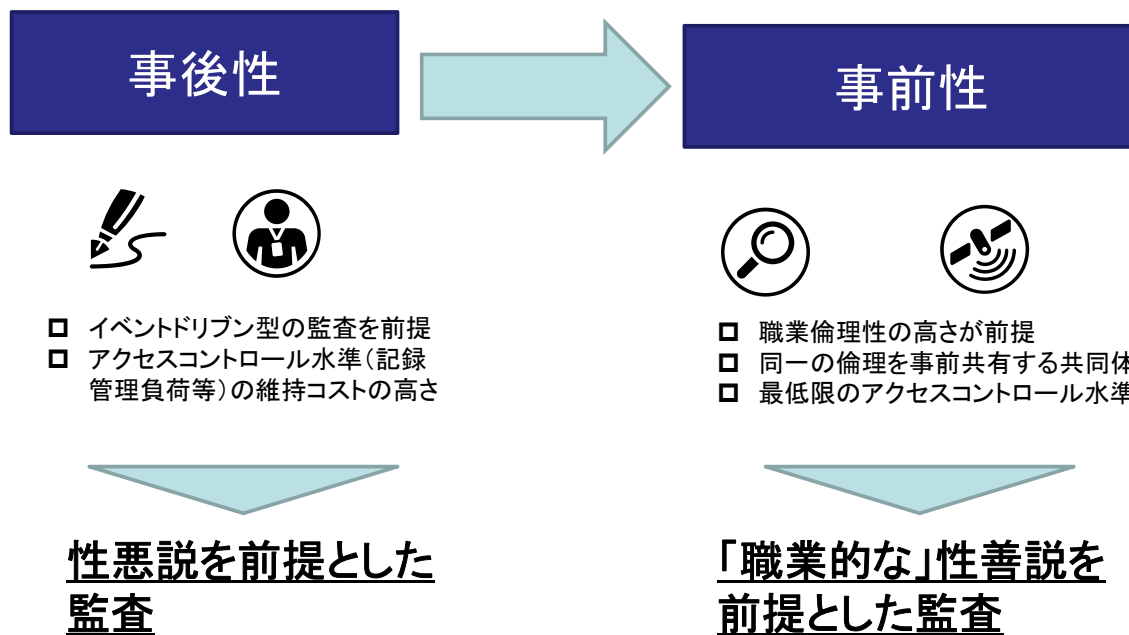 事後性
事前性
イベントドリブン型の監査を前提
アクセスコントロール水準（記録
管理負荷等）の維持コストの高さ
性悪説を前提とした
監査
職業倫理性の高さが前提
同一の倫理を事前共有する共同体
最低限のアクセスコントロール水準
「職業的な」性善説を
前提とした監査